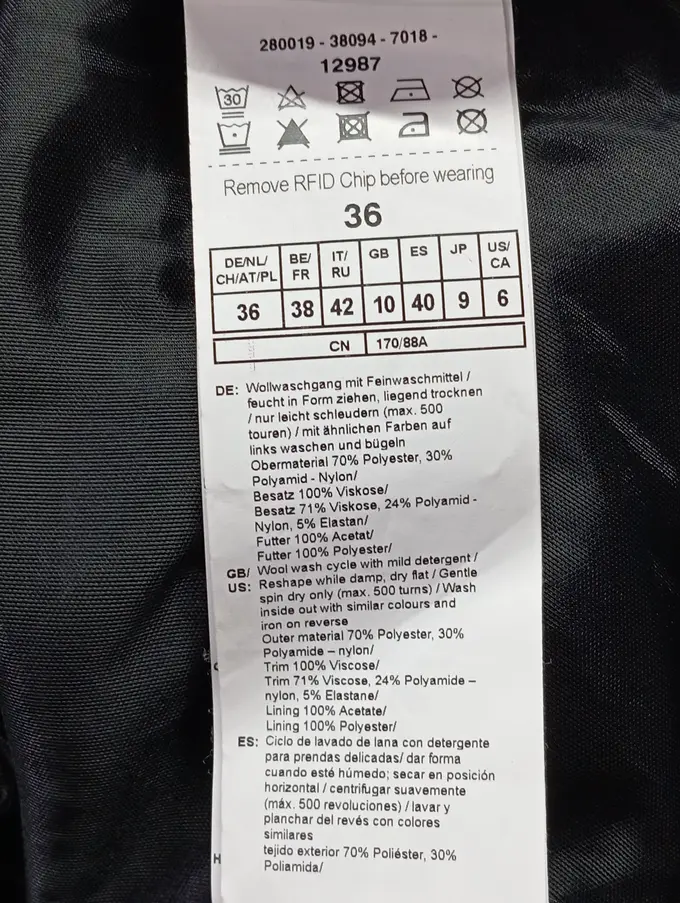 280019 - 38094 - 7018 -
12987
30
Remove RFID Chip before wearing
36
DE/NL/ CH/AT/PL BE/ FR IT/ RU GB ES JP US/ CA
36 38 42 10 40 9 6
CN 170/88A
DE: Wollwaschgang mit Feinwaschmittel /
feucht in Form ziehen, liegend trocknen
/ nur leicht schleudern (max. 500
touren) / mit ähnlichen Farben auf
links waschen und bügeln
Obermaterial 70% Polyester, 30%
Polyamid - Nylon/
Besatz 100% Viskose/
Besatz 71% Viskose, 24% Polyamid -
Nylon, 5% Elastan/
Futter 100% Acetat/
Futter 100% Polyester/
GB/ Wool wash cycle with mild detergent /
US: Reshape while damp, dry flat / Gentle
spin dry only (max. 500 turns) / Wash
inside out with similar colours and
iron on reverse
Outer material 70% Polyester, 30%
Polyamide – nylon/
Trim 100% Viscose/
Trim 71% Viscose, 24% Polyamide –
nylon, 5% Elastane/
Lining 100% Acetate/
Lining 100% Polyester/
ES: Ciclo de lavado de lana con detergente
para prendas delicadas/ dar forma
cuando esté húmedo; secar en posición
horizontal / centrifugar suavemente
(máx. 500 revoluciones) / lavar y
planchar del revés con colores
similares
tejido exterior 70% Poliéster, 30%
Poliamida/
H